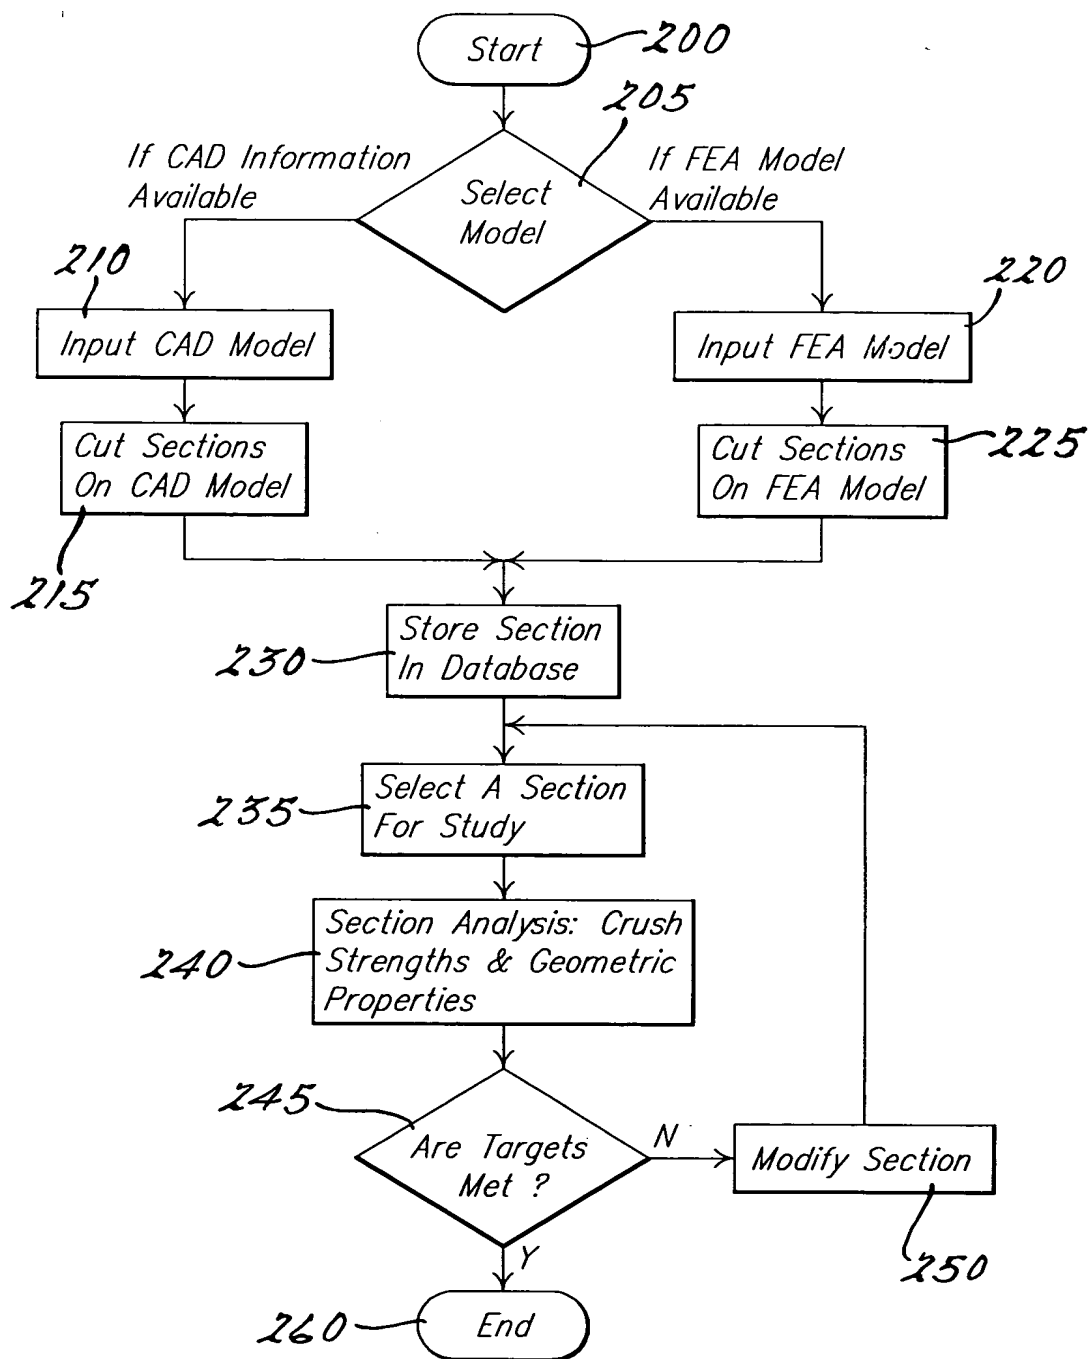 Start
200
205
If CAD Information
Available
Select
Model
If FEA Model
Available
210
220
Input CAD Model
Input FEA Model
Cut Sections
On CAD Model
Cut Sections
On FEA Model
225
215
Store Section
In Database
230
Select A Section
For Study
235
Section Analysis: Crush
Strengths & Geometric
Properties
240
245
Are Targets
Met ?
N
Modify Section
Y
250
260
End